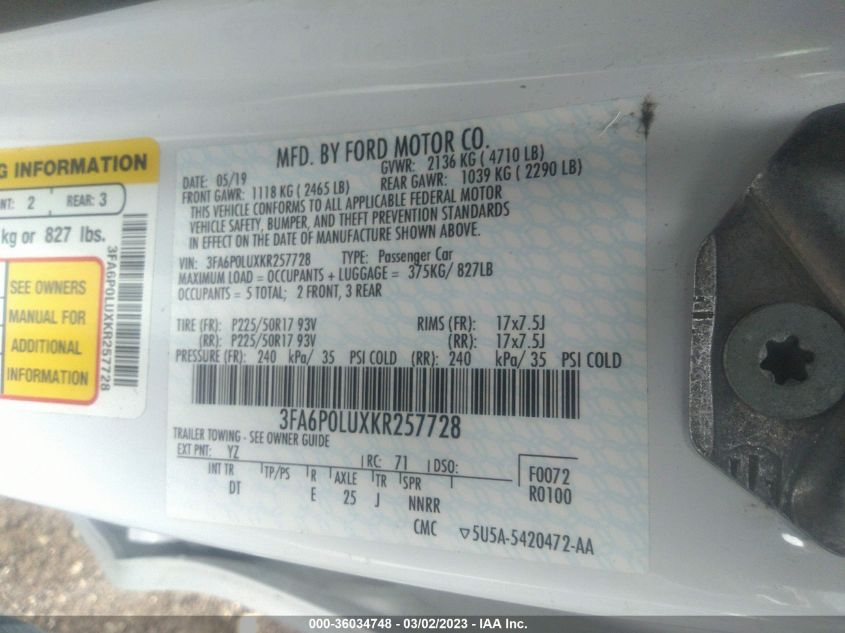 G INFORMATION
NT: 2 REAR: 3
kg or 827 lbs.
SEE OWNERS
MANUAL FOR
ADDITIONAL
INFORMATION
3FA6P0LUXKR257728
MFD. BY FORD MOTOR CO.
DATE: 05/19 GVWR: 2136 KG ( 4710 LB)
FRONT GAWR: 1118 KG ( 2465 LB) REAR GAWR: 1039 KG ( 2290 LB)
THIS VEHICLE CONFORMS TO ALL APPLICABLE FEDERAL MOTOR
VEHICLE SAFETY, BUMPER, AND THEFT PREVENTION STANDARDS
IN EFFECT ON THE DATE OF MANUFACTURE SHOWN ABOVE.
VIN: 3FA6P0LUXKR257728 TYPE: Passenger Car
MAXIMUM LOAD = OCCUPANTS + LUGGAGE = 375KG/ 827LB
OCCUPANTS = 5 TOTAL; 2 FRONT, 3 REAR
TIRE (FR): P225/50R17 93V RIMS (FR): 17x7.5J
(RR): P225/50R17 93V (RR): 17x7.5J
PRESSURE (FR): 240 kPa/ 35 PSI COLD (RR): 240 kPa/ 35 PSI COLD
3FA6P0LUXKR257728
TRAILER TOWING - SEE OWNER GUIDE
EXT PNT: YZ RC: 71 DSO: F0072
INT TR TP/PS R AXLE TR SPR R0100
DT E 25 J NNRR
CMC 5U5A-5420472-AA
000-36034748 - 03/02/2023 - IAA Inc.